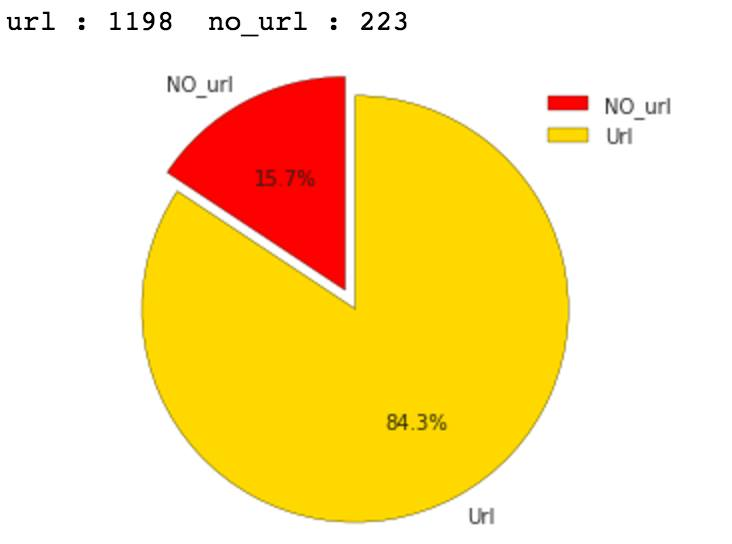 url : 1198  no_url : 223
NO_url
NO_url
Url
15.7%
84.3%
Url